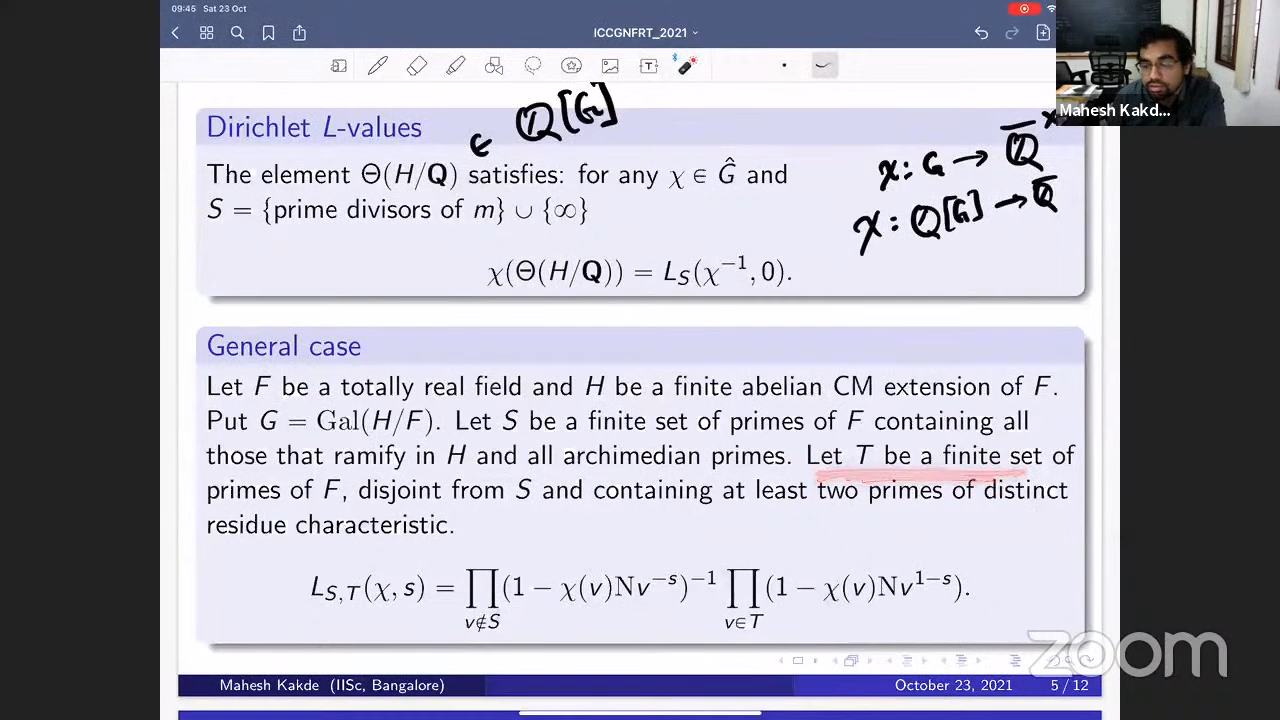 09:45 Sat 23 Oct
ICCGNFRT_2021
Mahesh Kakd...
∈ Q[G]
Dirichlet L-values
χ: G → Q̄^×
The element Θ(H/Q) satisfies: for any χ ∈ Ĝ and
χ: Q[G] → Q̄
S = {prime divisors of m} ∪ {∞}
χ(Θ(H/Q)) = L_S(χ^{-1}, 0).
General case
Let F be a totally real field and H be a finite abelian CM extension of F.
Put G = Gal(H/F). Let S be a finite set of primes of F containing all
those that ramify in H and all archimedian primes. Let T be a finite set of
primes of F, disjoint from S and containing at least two primes of distinct
residue characteristic.
L_{S,T}(χ, s) = ∏_{v∉S} (1 − χ(v)Nv^{−s})^{−1} ∏_{v∈T} (1 − χ(v)Nv^{1−s}).
zoom
Mahesh Kakde (IISc, Bangalore) October 23, 2021 5 / 12